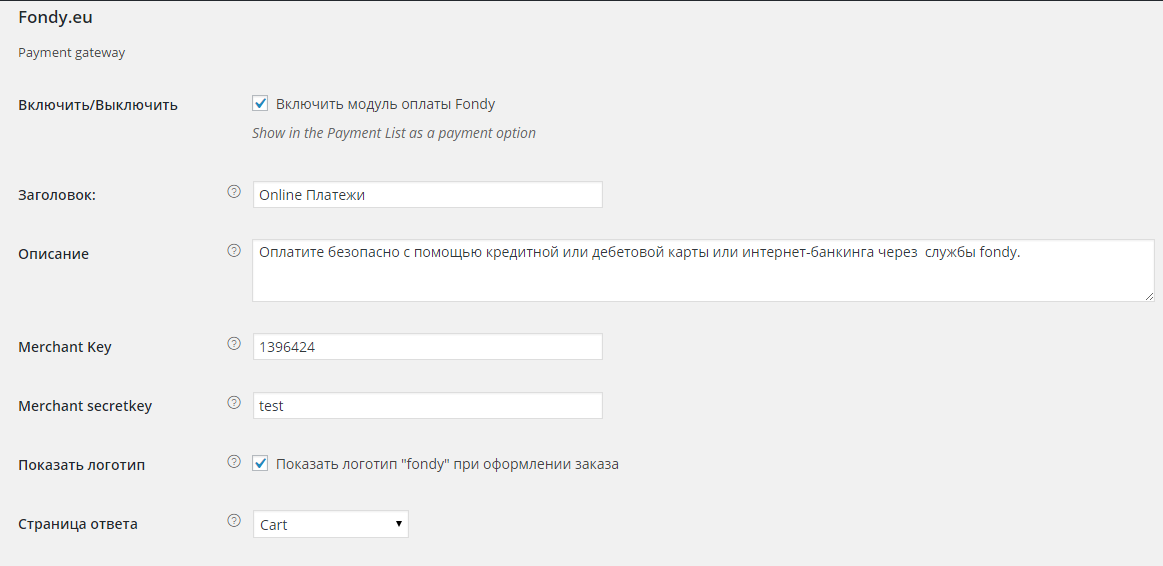 Fondy.eu
Payment gateway
Включить/Выключить
Включить модуль оплаты Fondy
Show in the Payment List as a payment option
Заголовок:
Online Платежи
Описание
Оплатите безопасно с помощью кредитной или дебетовой карты или интернет-банкинга через  службы fondy.
Merchant Key
1396424
Merchant secretkey
test
Показать логотип
Показать логотип "fondy" при оформлении заказа
Страница ответа
Cart